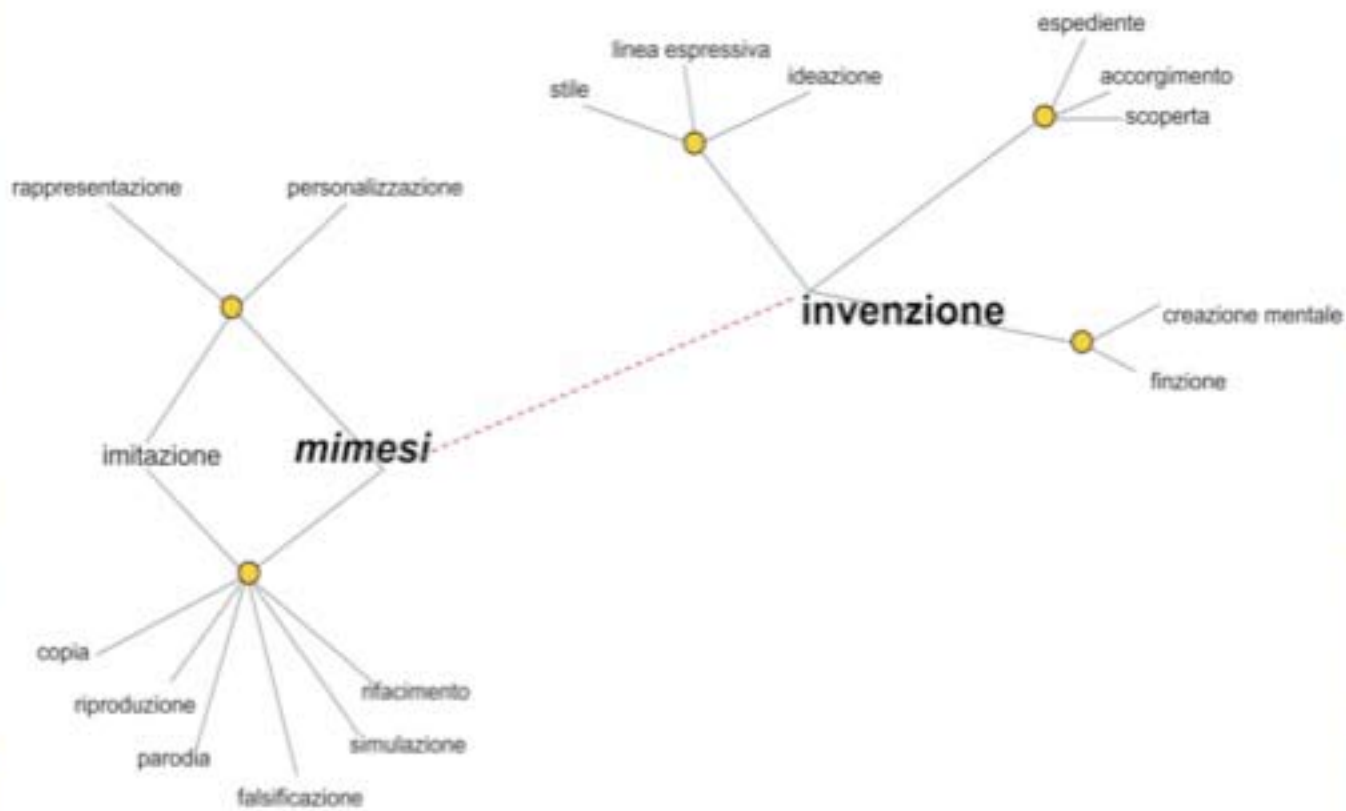 espediente
linea espressiva
ideazione
accorgimento
stile
scoperta
rappresentazione
personalizzazione
invenzione
creazione mentale
finzione
imitazione
mimesi
copia
rifacimento
riproduzione
simulazione
parodia
falsificazione